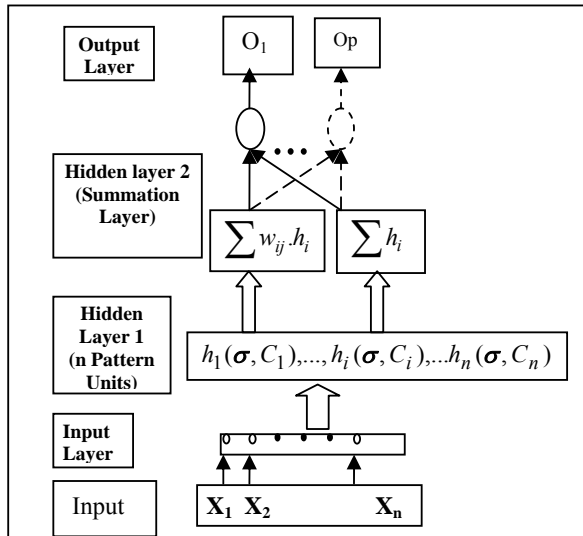 Output
Layer
O₁
Op
Hidden layer 2
(Summation
Layer)
∑ wᵢⱼ.hᵢ
∑ hᵢ
Hidden
Layer 1
(n Pattern
Units)
h₁(σ, C₁),..., hᵢ(σ, Cᵢ),...hₙ(σ, Cₙ)
Input
Layer
Input
X₁ X₂ Xₙ